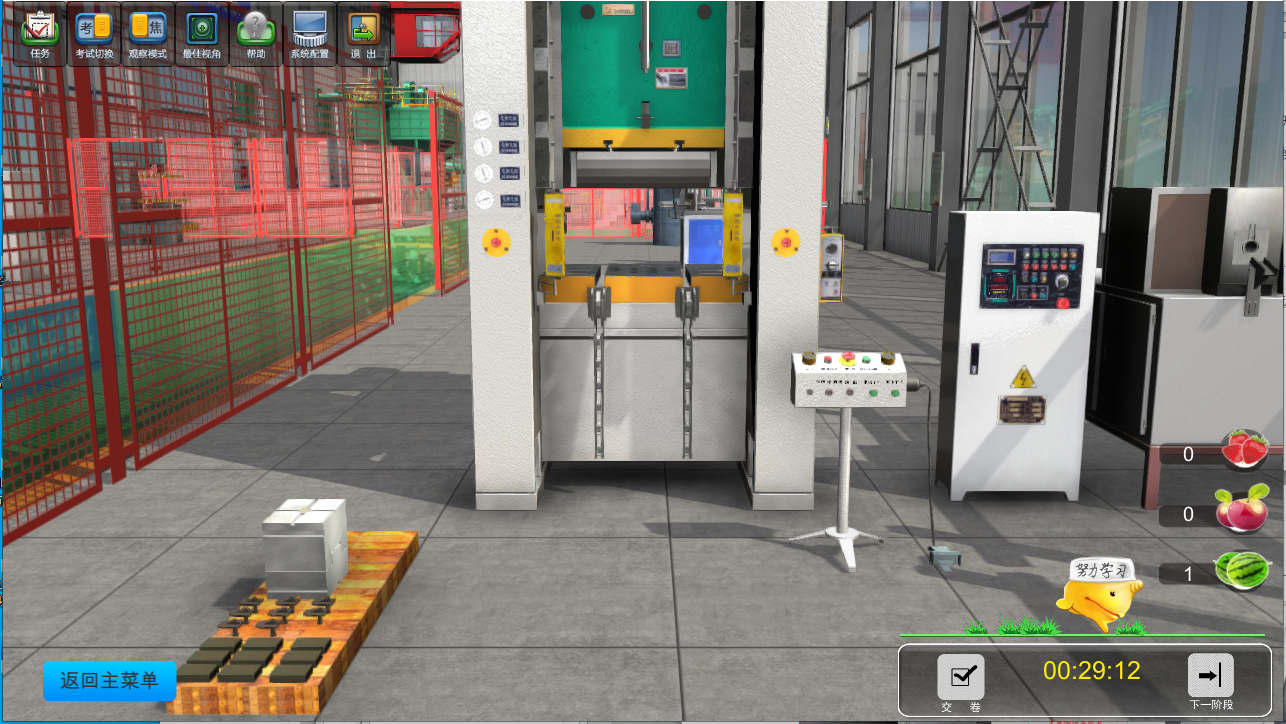 任务
考试切换
观察模式
最佳视角
帮助
系统配置
退 出
0
0
努力学习
1
返回主菜单
00:29:12
交 卷
下一阶段